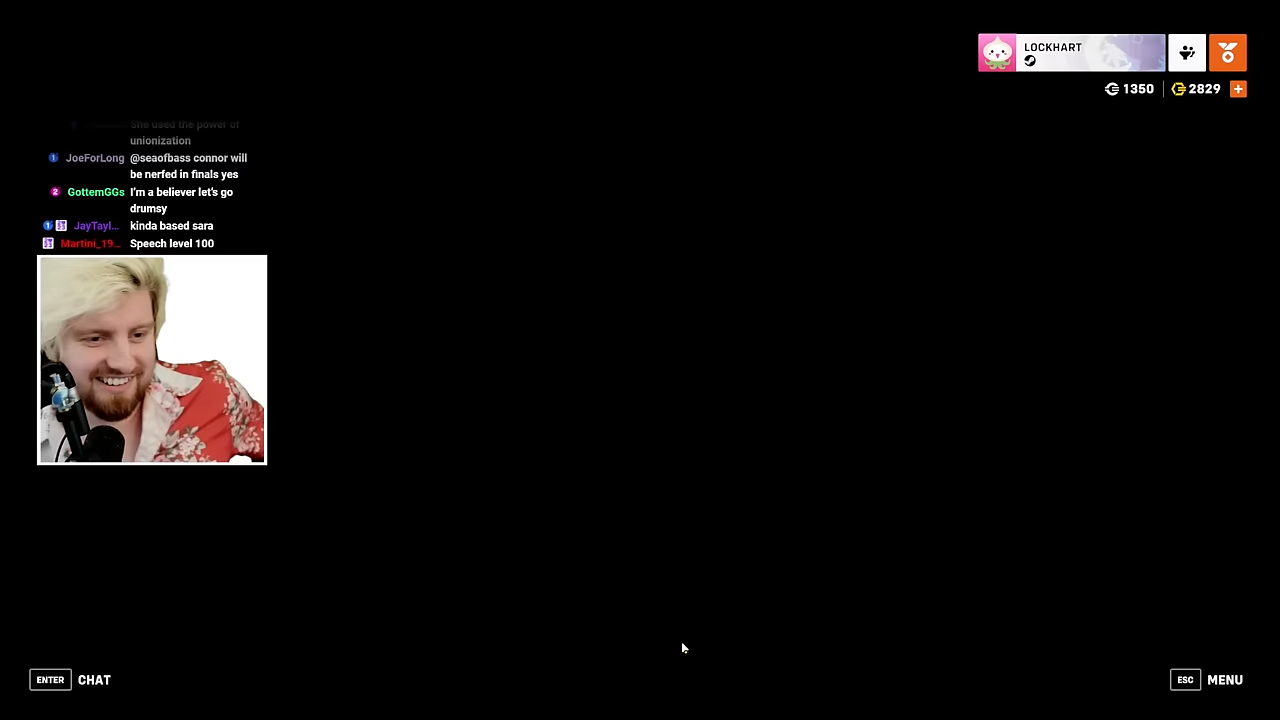 LOCKHART
1350
2829
She used the power of
unionization
JoeForLong @seaofbass connor will
be nerfed in finals yes
2 GottemGGs I'm a believer let's go
drumsy
JayTayl... kinda based sara
Martini_19... Speech level 100
ENTER CHAT
ESC MENU